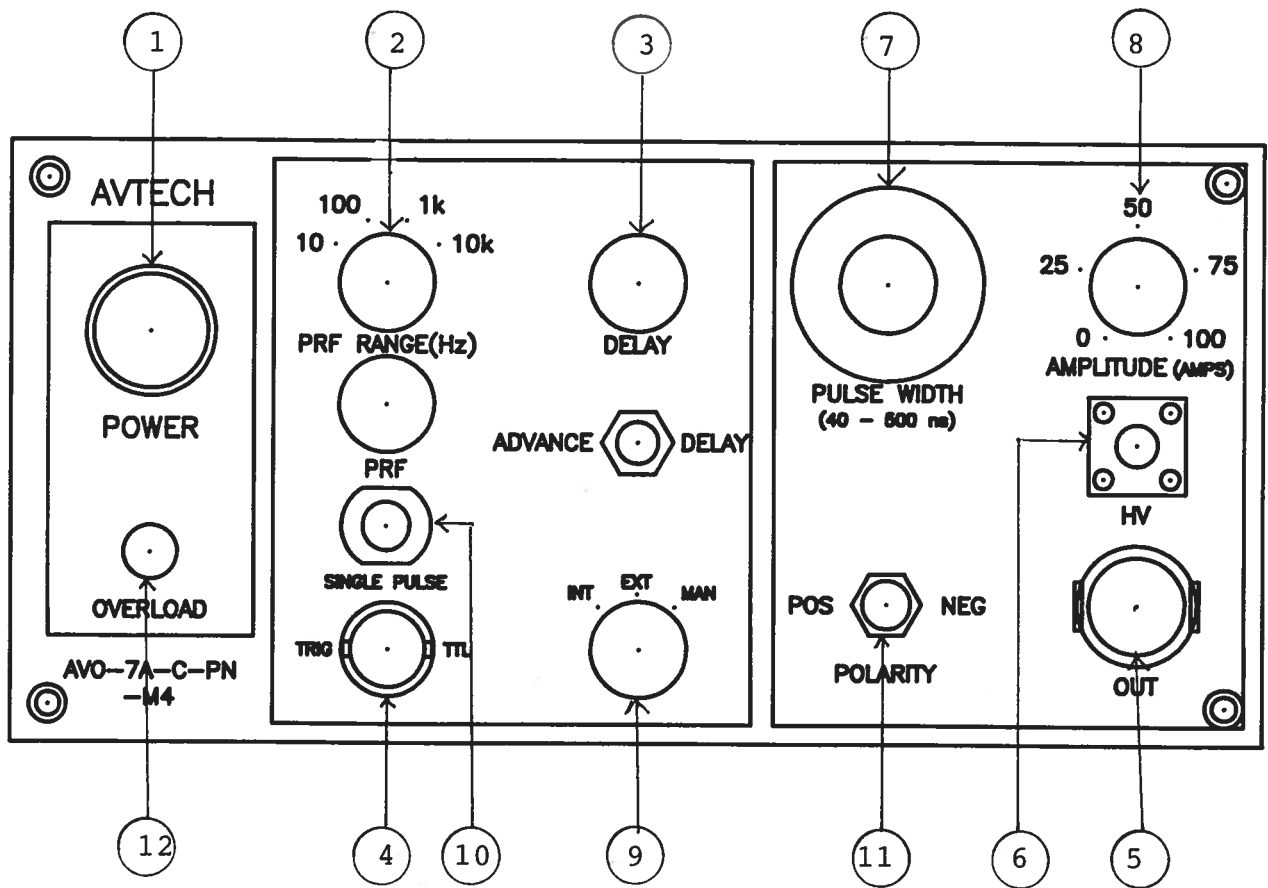 1 2 3 7 8
AVTECH
POWER
OVERLOAD
AVO-7A-C-PN
-M4
10 100 1k 10k
PRF RANGE(Hz)
PRF
SINGLE PULSE
TRIG TTL
DELAY
ADVANCE DELAY
INT EXT MAN
PULSE WIDTH
(40 - 500 ns)
POS NEG
POLARITY
0 25 50 75 100
AMPLITUDE (AMPS)
HV
OUT
12 4 10 9 11 6 5